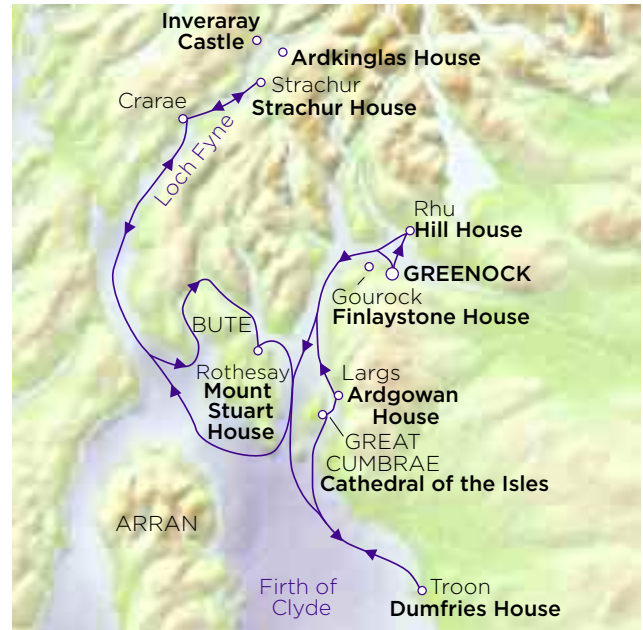 Inveraray
Castle
Ardkinglas House
Strachur
Strachur House
Crarae
Loch Fyne
Rhu
Hill House
GREENOCK
Gourock
Finlaystone House
BUTE
Rothesay
Mount
Stuart
House
Largs
Ardgowan
House
GREAT
CUMBRAE
Cathedral of the Isles
ARRAN
Firth of
Clyde
Troon
Dumfries House